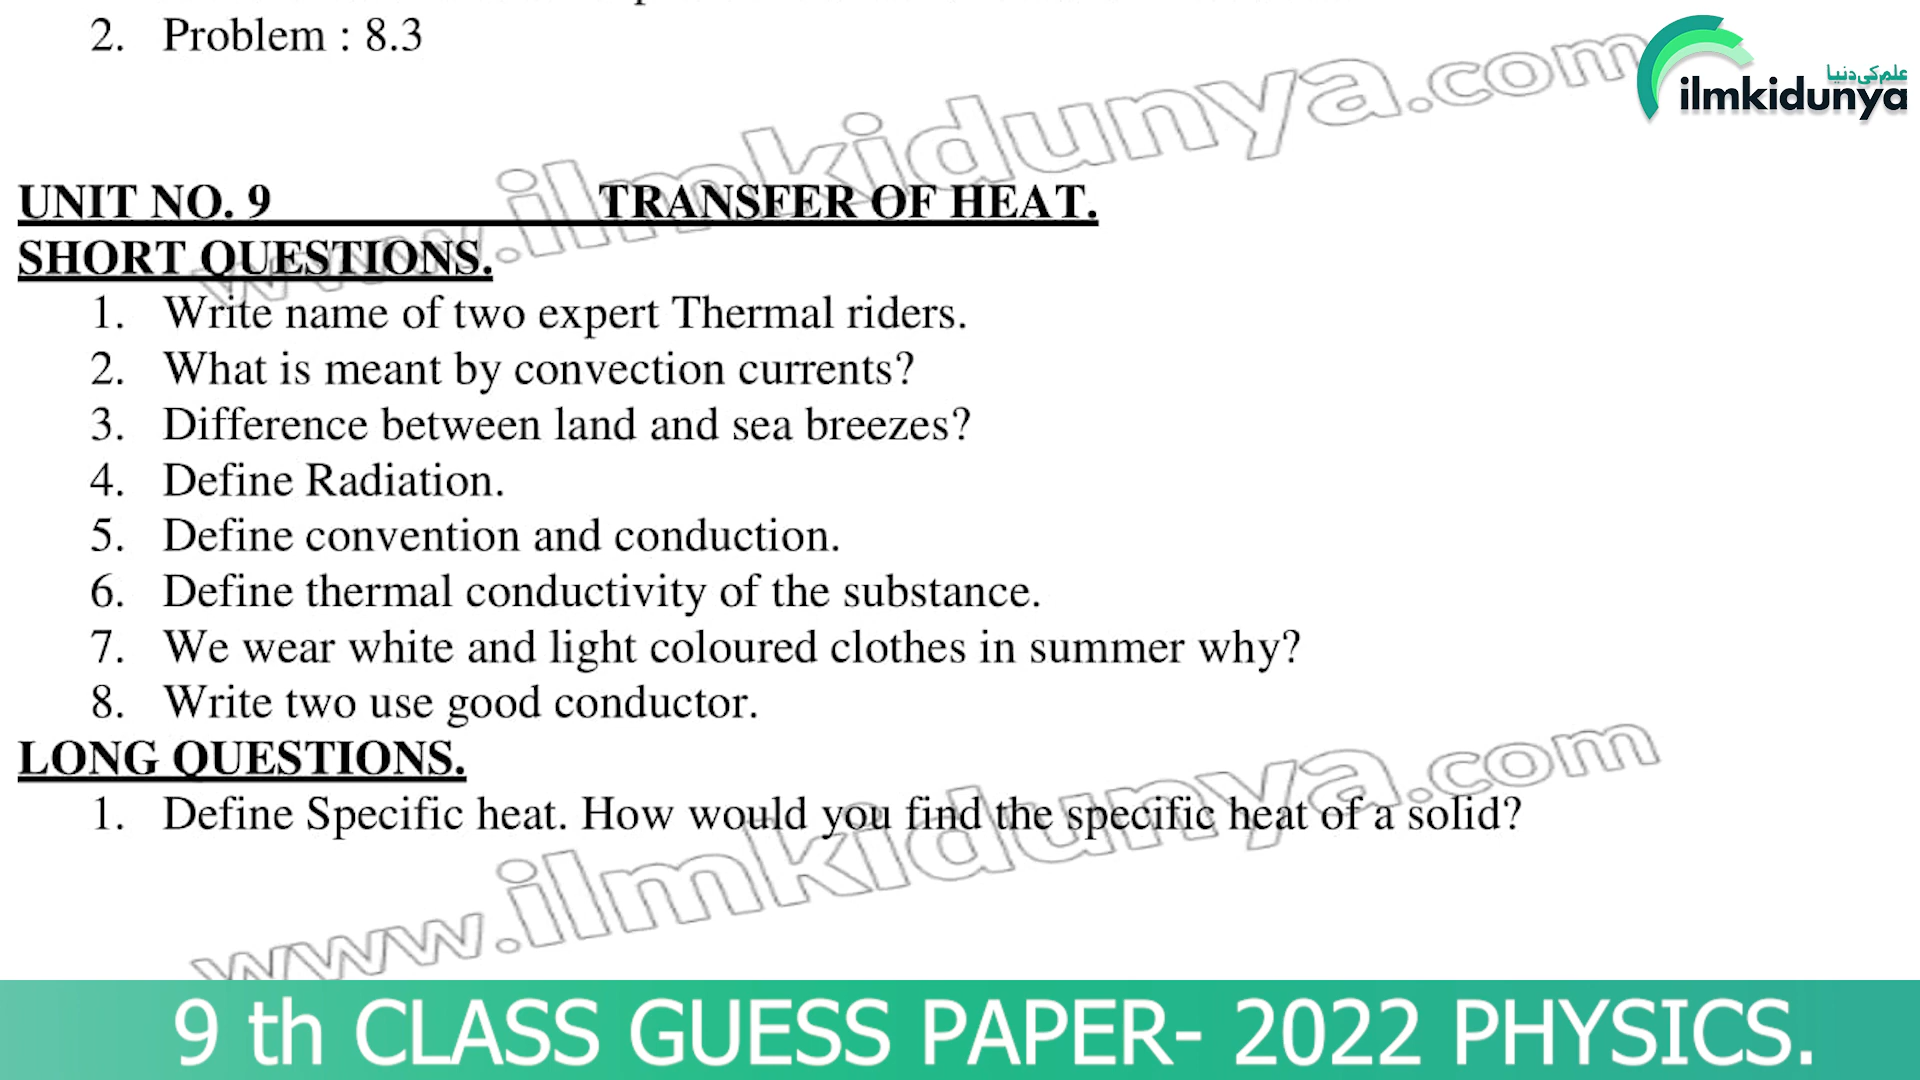 2. Problem : 8.3
علم کی دنیا
ilmkidunya
www.ilmkidunya.com
UNIT NO. 9 TRANSFER OF HEAT.
SHORT QUESTIONS.
1. Write name of two expert Thermal riders.
2. What is meant by convection currents?
3. Difference between land and sea breezes?
4. Define Radiation.
5. Define convention and conduction.
6. Define thermal conductivity of the substance.
7. We wear white and light coloured clothes in summer why?
8. Write two use good conductor.
LONG QUESTIONS.
1. Define Specific heat. How would you find the specific heat of a solid?
www.ilmkidunya.com
9 th CLASS GUESS PAPER- 2022 PHYSICS.